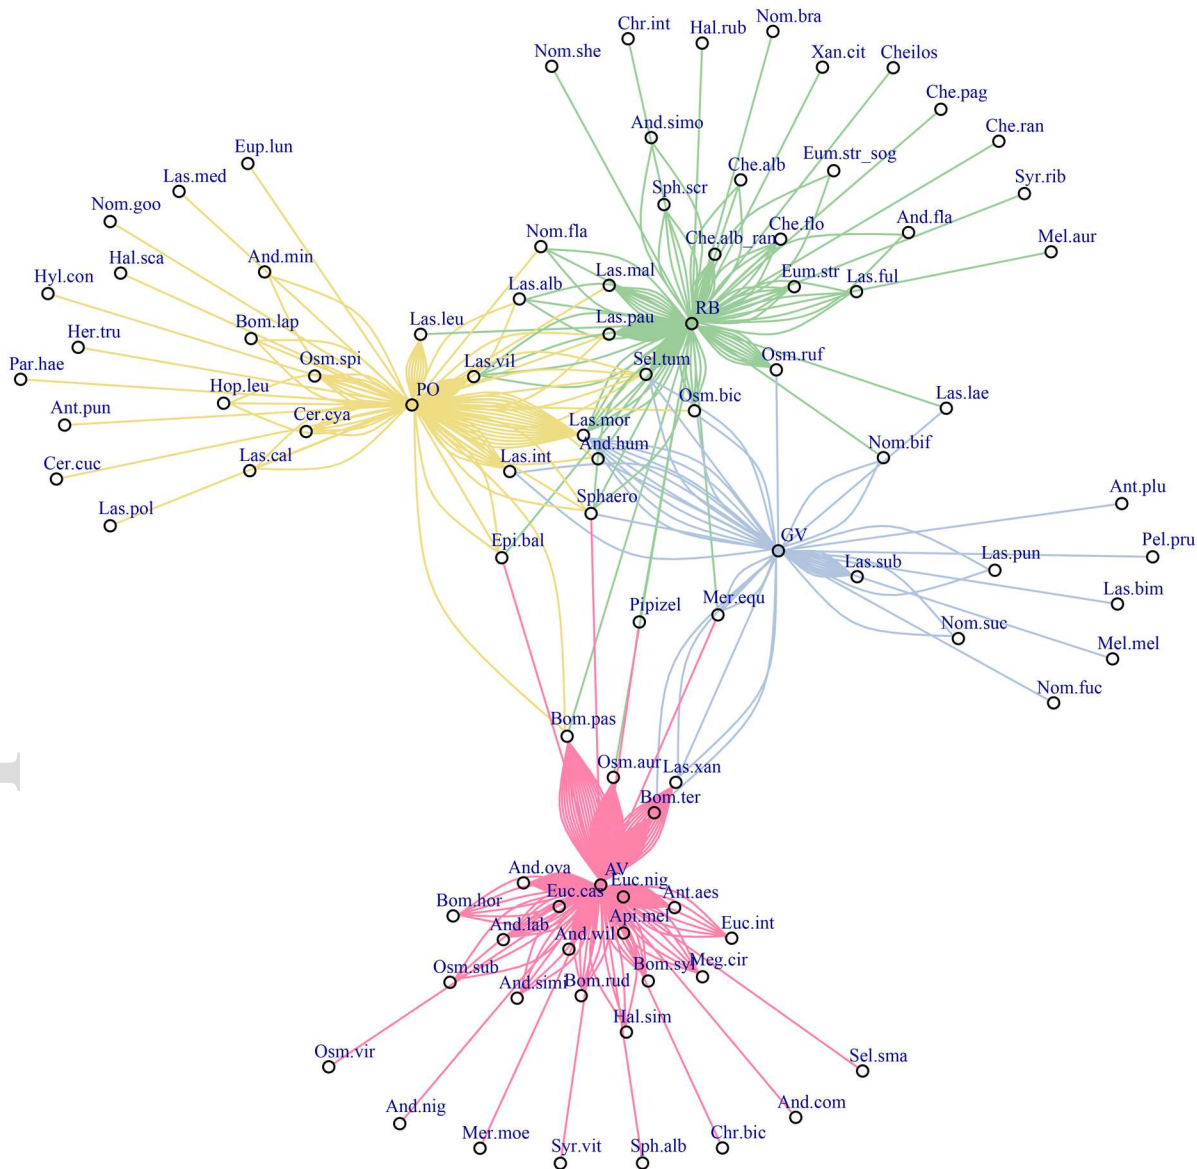 Nom.bra
Chr.int
Hal.rub
Nom.she
Xan.cit
Cheilos
Che.pag
And.simo
Che.ran
Eup.lun
Eum.str_sog
Che.alb
Las.med
Syr.rib
Sph.scr
Nom.goo
And.fla
Che.flo
Nom.fla
Che.alb_ran
Mel.aur
Hal.sca
And.min
Las.mal
Eum.str
Las.ful
Hyl.con
Las.alb
RB
Bom.lap
Las.leu
Las.pau
Her.tru
Osm.ruf
Par.hae
Osm.spi
Las.vil
Sel.tum
Hop.leu
PO
Osm.bic
Las.lae
Ant.pun
Cer.cya
Las.mor
And.hum
Nom.bif
Las.cal
Las.int
Cer.cuc
Ant.plu
Sphaero
Las.pol
Epi.bal
GV
Pel.pru
Las.sub
Las.pun
Las.bim
Pipizel
Mer.equ
Nom.suc
Mel.mel
Nom.fuc
Bom.pas
Osm.aur
Las.xan
Bom.ter
And.ova
AV
Euc.nig
Bom.hor
Euc.cas
Ant.aes
And.lab
Api.mel
Euc.int
And.wil
Osm.sub
Bom.syl
Meg.cir
And.simi
Bom.rud
Hal.sim
Osm.vir
Sel.sma
And.nig
And.com
Mer.moe
Syr.vit
Sph.alb
Chr.bic